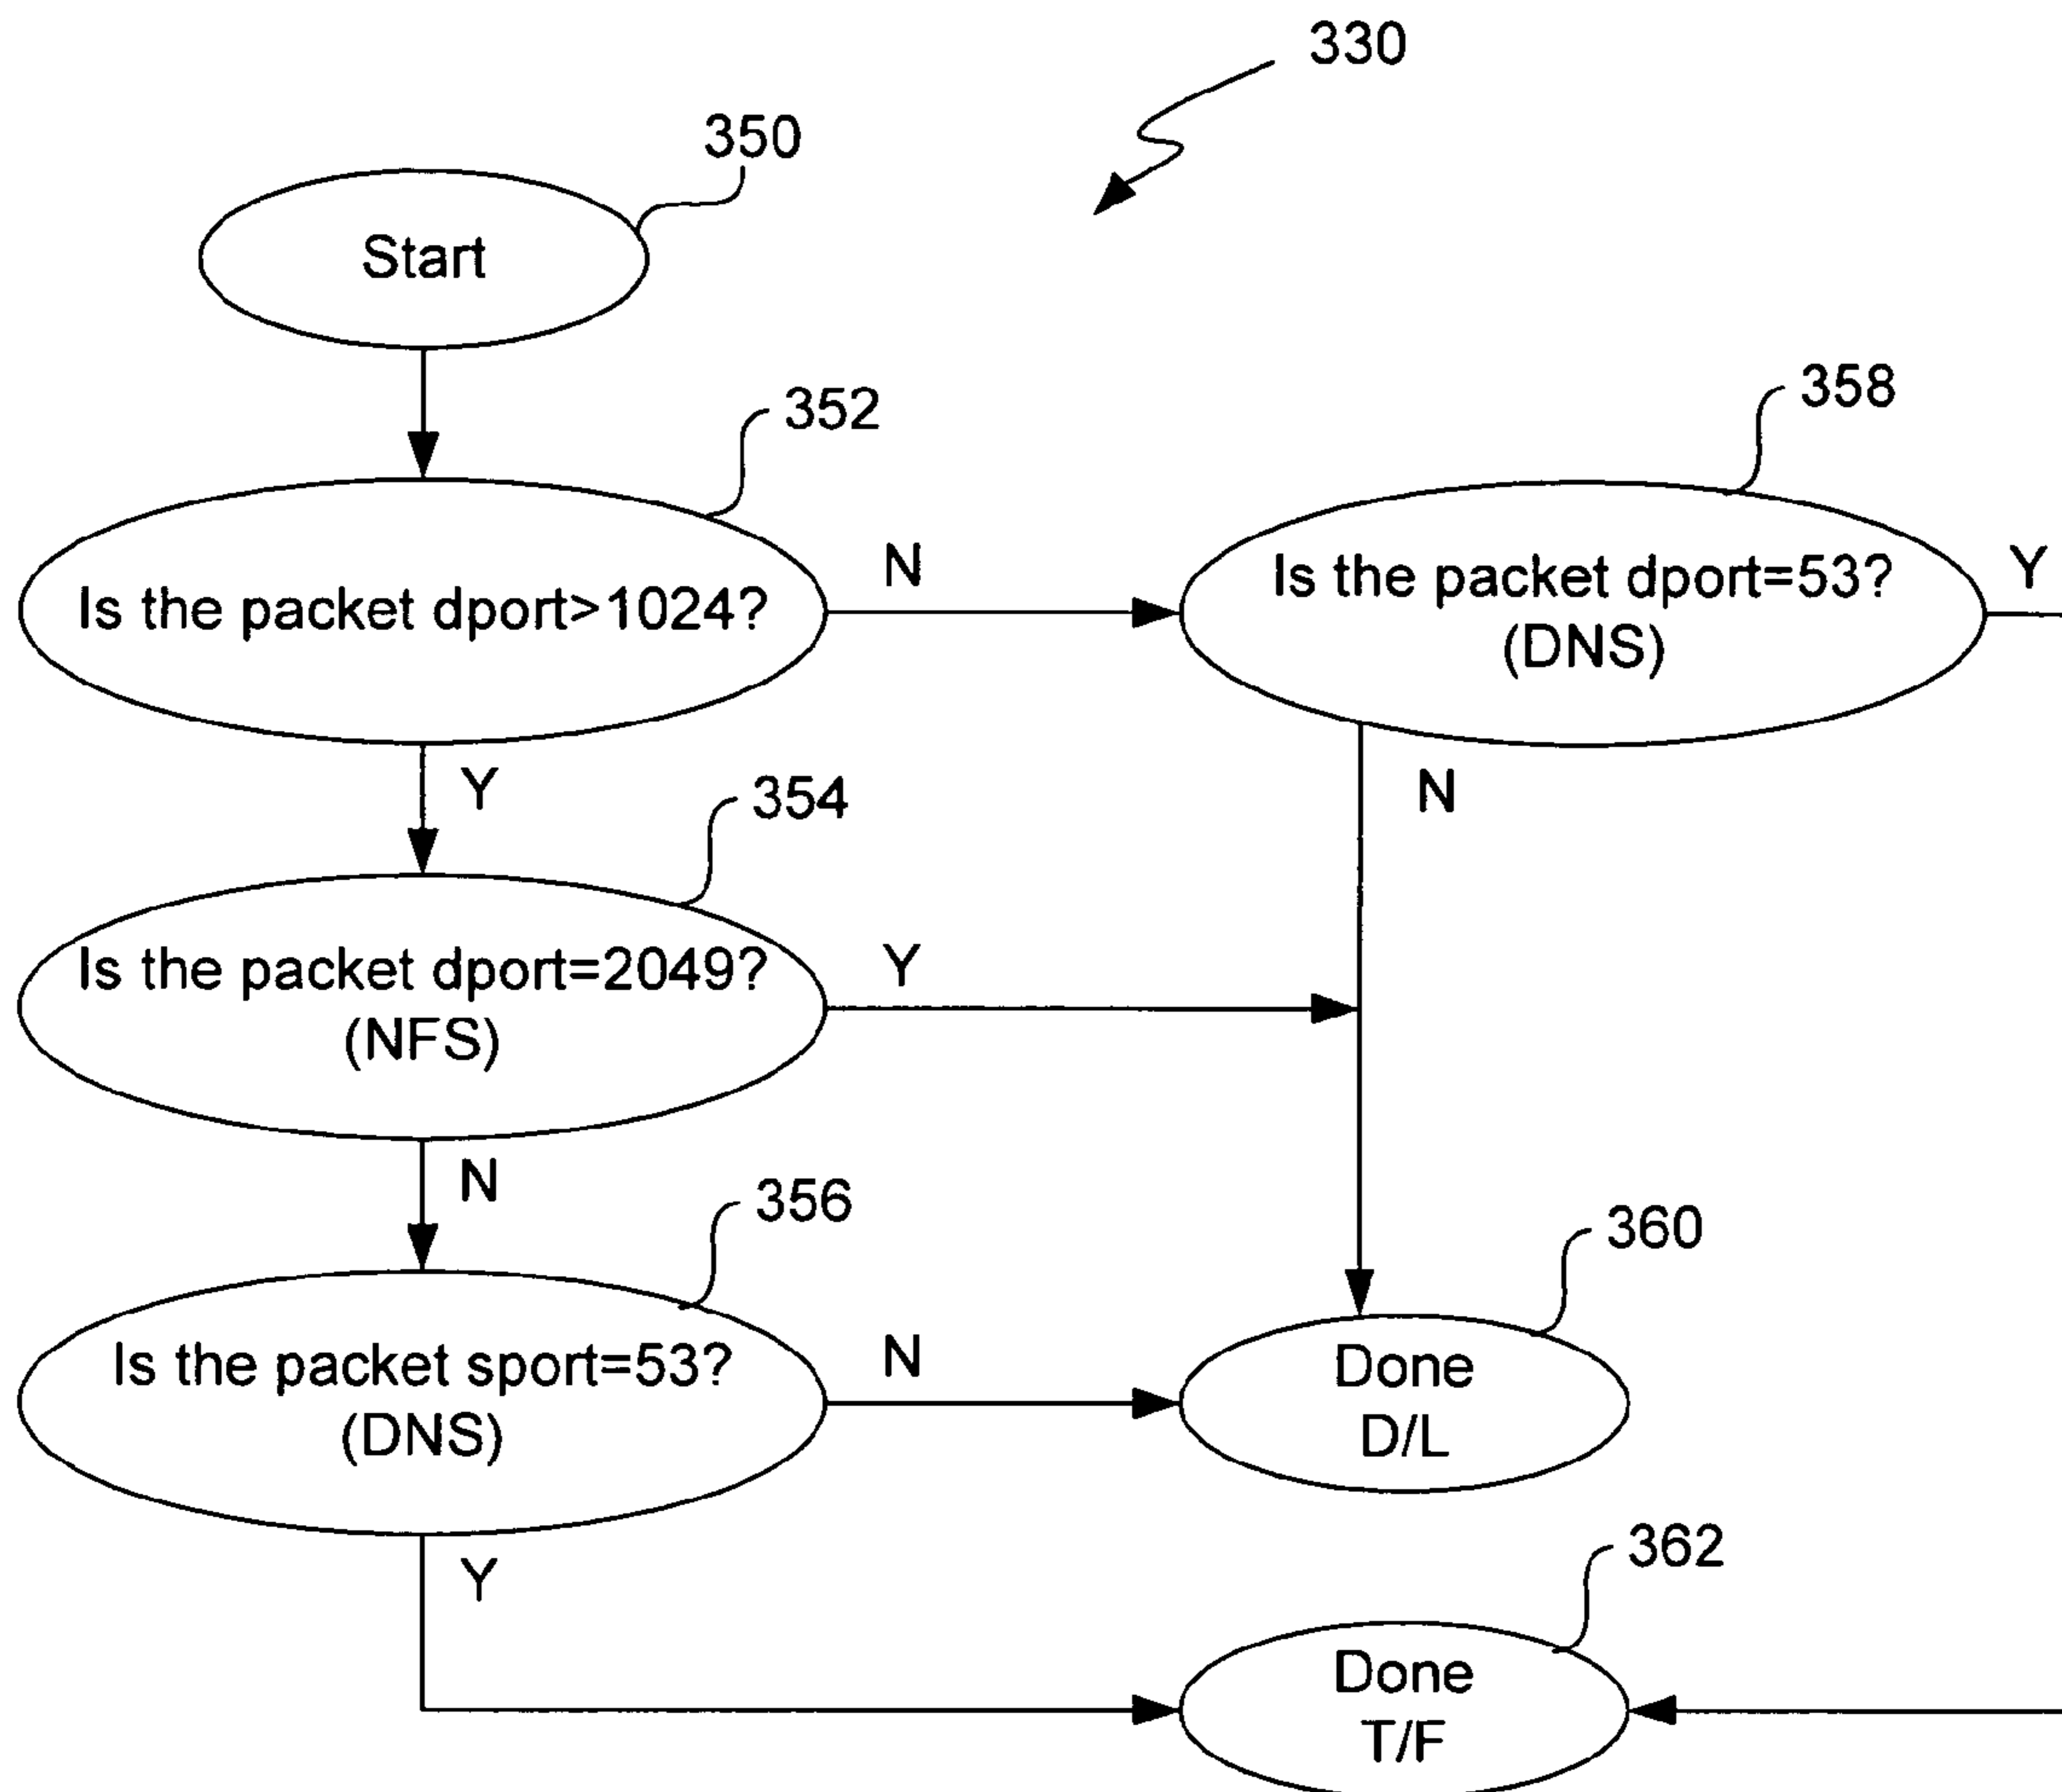 330
350
Start
352
358
Is the packet dport>1024?
N
Is the packet dport=53?
(DNS)
Y
Y
N
354
Is the packet dport=2049?
(NFS)
Y
N
356
360
Is the packet sport=53?
(DNS)
N
Done
D/L
Y
362
Done
T/F